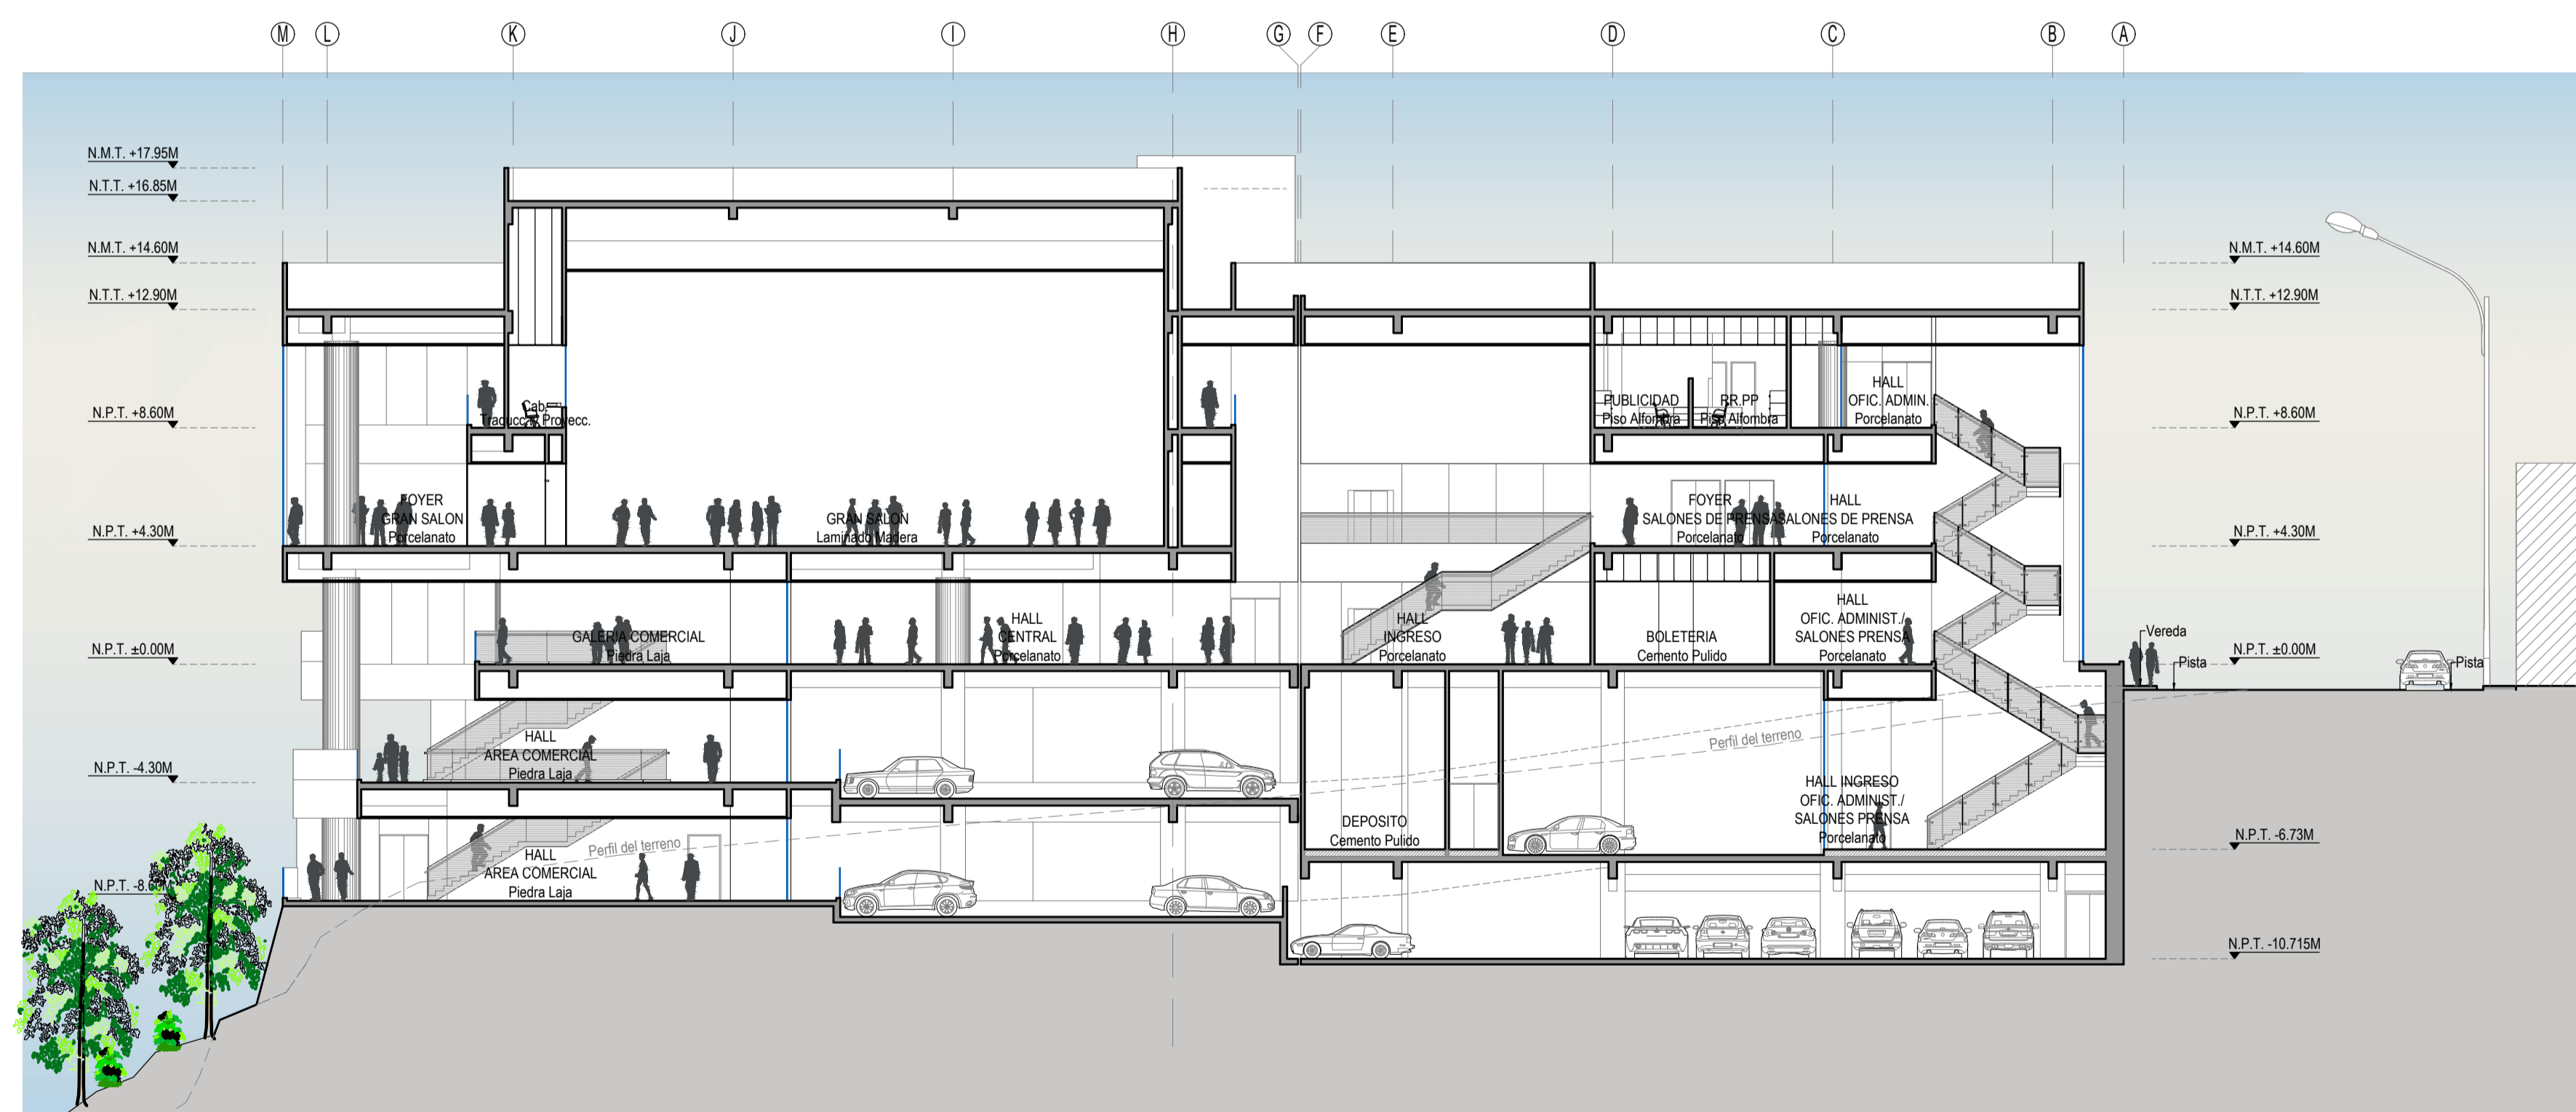 M L K J I H G F E D C B A
N.M.T. +17.95M
N.T.T. +16.85M
N.M.T. +14.60M
N.T.T. +12.90M
N.P.T. +8.60M
N.P.T. +4.30M
N.P.T. ±0.00M
N.P.T. -4.30M
N.P.T. -8.6
Cab.
Traducc. y Proyecc.
FOYER
GRAN SALON
Porcelanato
GRAN SALON
Laminado Madera
GALERIA COMERCIAL
Piedra Laja
HALL
CENTRAL
Porcelanato
HALL
AREA COMERCIAL
Piedra Laja
Perfil del terreno
HALL
AREA COMERCIAL
Piedra Laja
PUBLICIDAD
Piso Alfombra
RR.PP
Piso Alfombra
HALL
OFIC. ADMIN.
Porcelanato
FOYER
SALONES DE PRENSA
Porcelanato
HALL
SALONES DE PRENSA
Porcelanato
HALL
INGRESO
Porcelanato
BOLETERIA
Cemento Pulido
HALL
OFIC. ADMINIST./
SALONES PRENSA
Porcelanato
Perfil del terreno
DEPOSITO
Cemento Pulido
HALL INGRESO
OFIC. ADMINIST./
SALONES PRENSA
Porcelanato
Vereda
Pista
Pista
N.M.T. +14.60M
N.T.T. +12.90M
N.P.T. +8.60M
N.P.T. +4.30M
N.P.T. ±0.00M
N.P.T. -6.73M
N.P.T. -10.715M